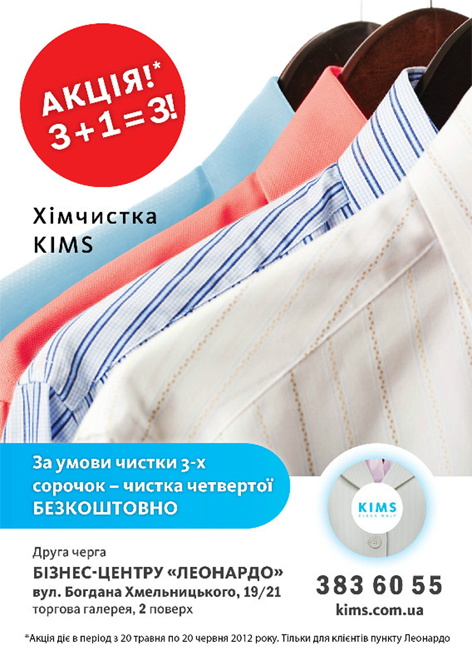 АКЦІЯ!*
3+1=3!
Хімчистка
KIMS
За умови чистки 3-х
сорочок – чистка четвертої
БЕЗКОШТОВНО
KIMS
Друга черга
БІЗНЕС-ЦЕНТРУ «ЛЕОНАРДО»
вул. Богдана Хмельницького, 19/21
торгова галерея, 2 поверх
383 60 55
kims.com.ua
*Акція діє в період з 20 травня по 20 червня 2012 року. Тільки для клієнтів пункту Леонардо